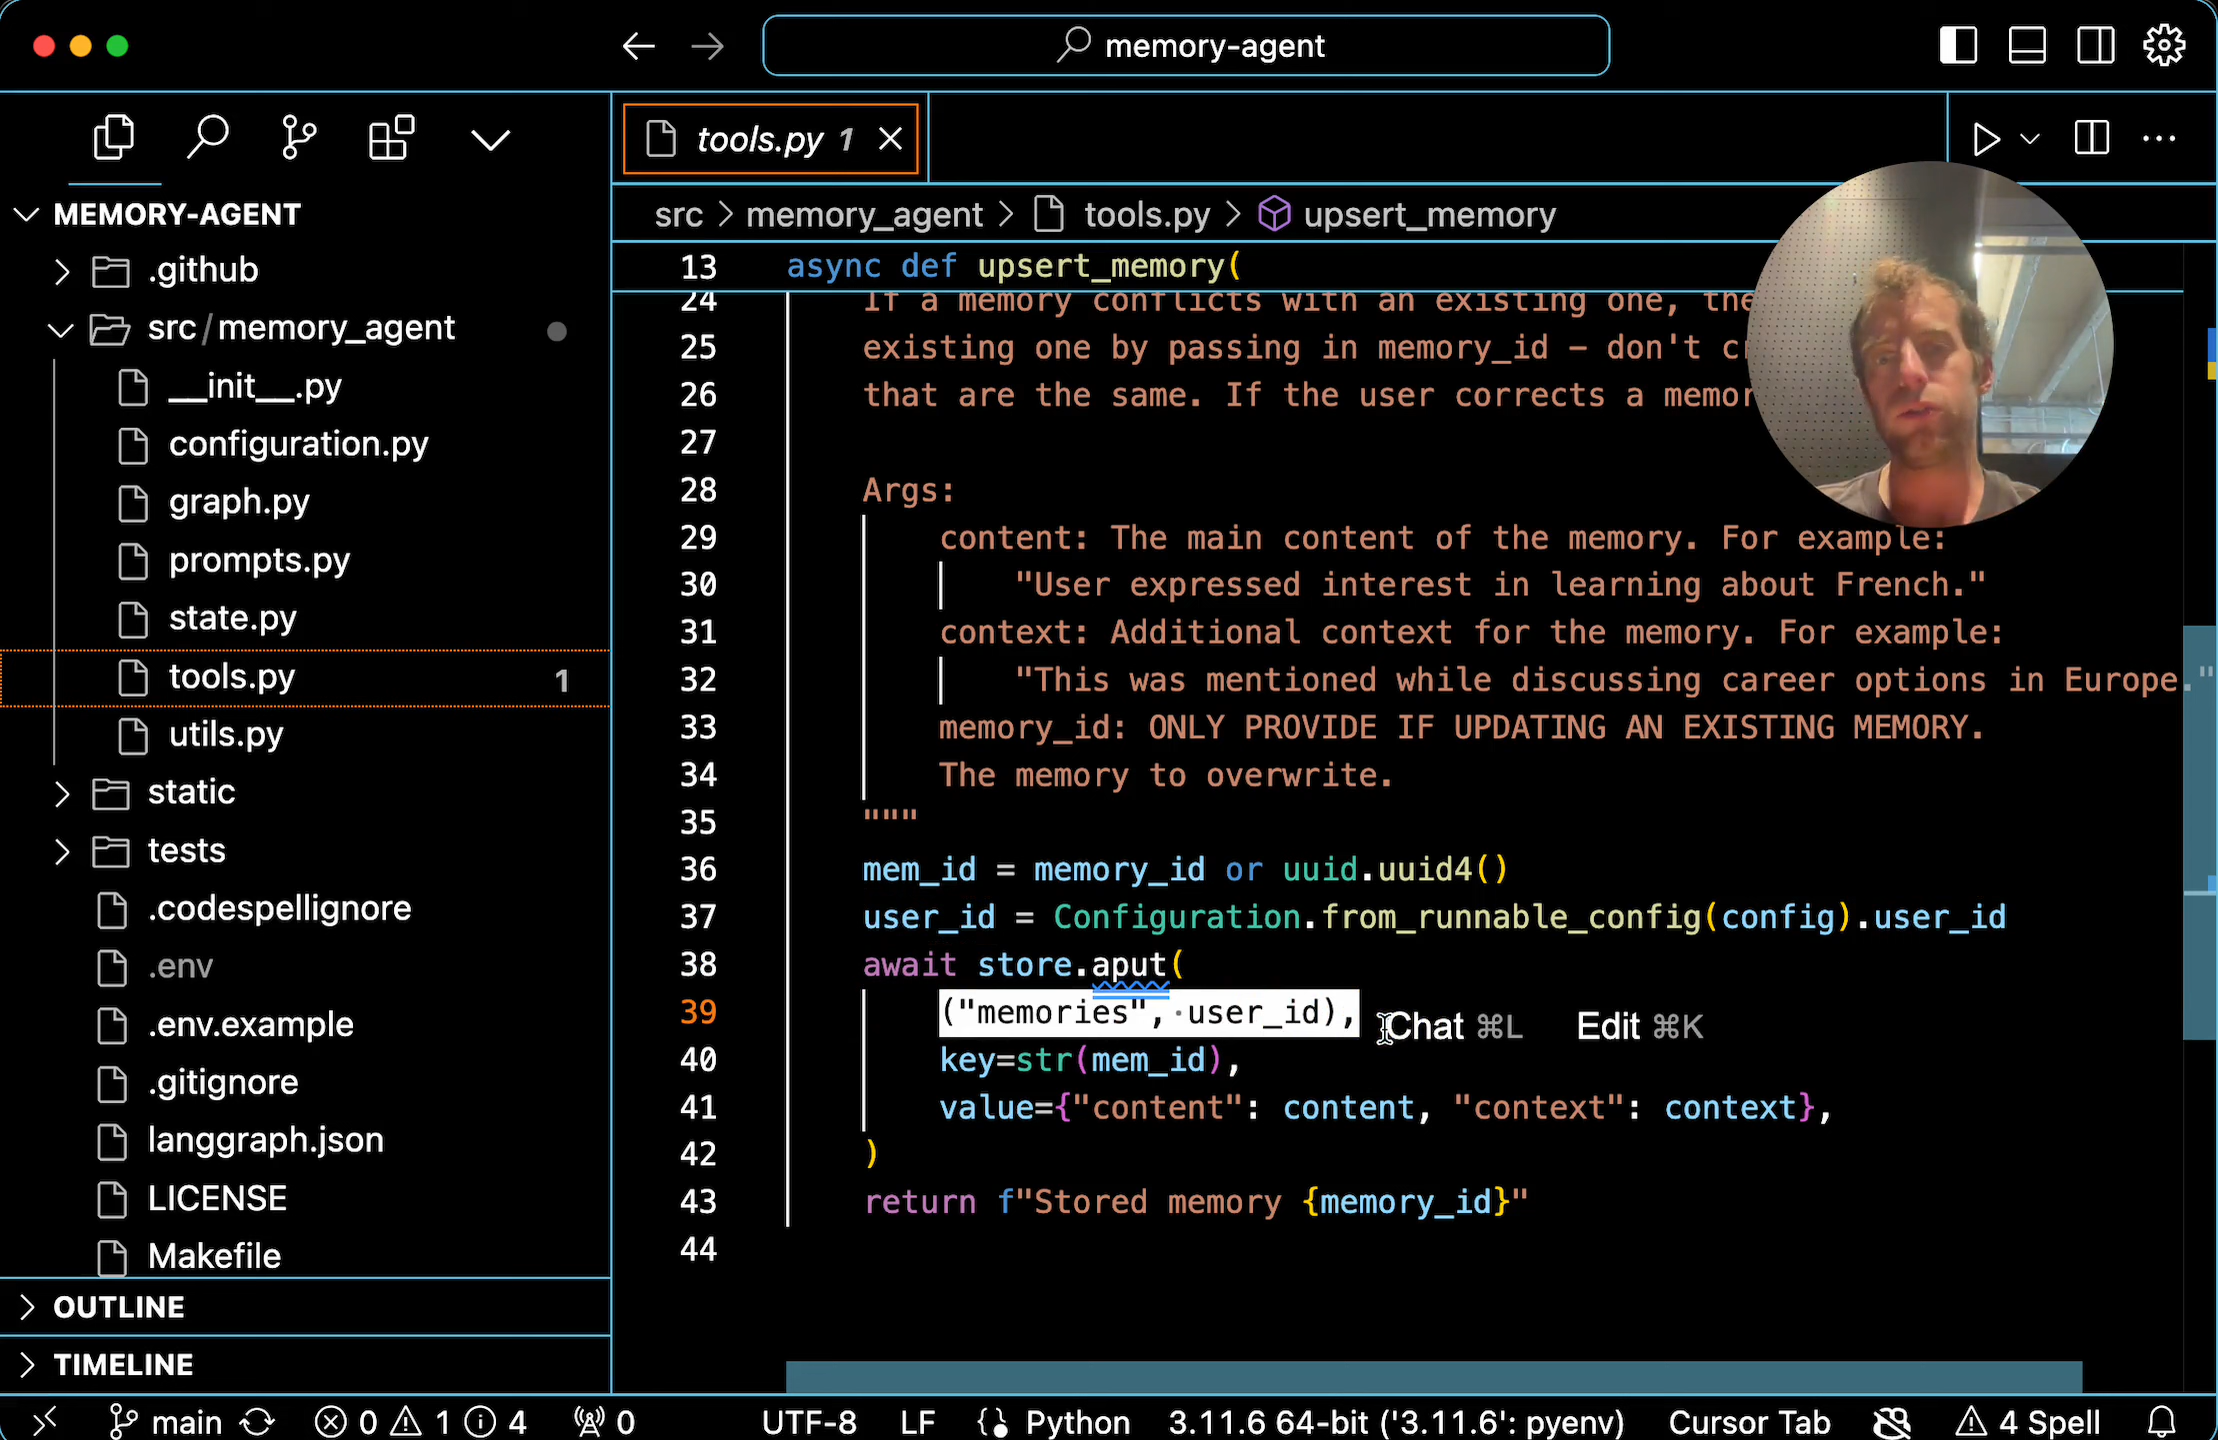 memory-agent
MEMORY-AGENT
.github
src/memory_agent
__init__.py
configuration.py
graph.py
prompts.py
state.py
tools.py 1
utils.py
static
tests
.codespellignore
.env
.env.example
.gitignore
langgraph.json
LICENSE
Makefile
OUTLINE
TIMELINE
tools.py 1
src > memory_agent > tools.py > upsert_memory
13 async def upsert_memory(
24 If a memory conflicts with an existing one, the
25 existing one by passing in memory_id – don't c
26 that are the same. If the user corrects a memor
27
28 Args:
29 content: The main content of the memory. For example:
30 "User expressed interest in learning about French."
31 context: Additional context for the memory. For example:
32 "This was mentioned while discussing career options in Europe."
33 memory_id: ONLY PROVIDE IF UPDATING AN EXISTING MEMORY.
34 The memory to overwrite.
35 """
36 mem_id = memory_id or uuid.uuid4()
37 user_id = Configuration.from_runnable_config(config).user_id
38 await store.aput(
39 ("memories", user_id), Chat ⌘L Edit ⌘K
40 key=str(mem_id),
41 value={"content": content, "context": context},
42 )
43 return f"Stored memory {memory_id}"
44
main 0 1 4 0 UTF-8 LF Python 3.11.6 64-bit ('3.11.6': pyenv) Cursor Tab 4 Spell